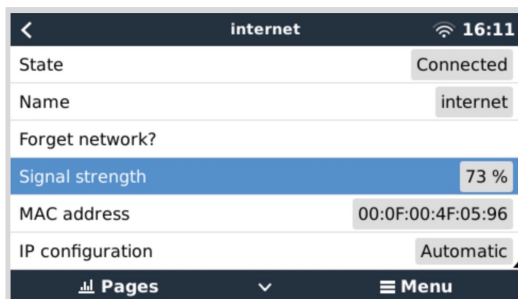 internet 16:11
State Connected
Name internet
Forget network?
Signal strength 73 %
MAC address 00:0F:00:4F:05:96
IP configuration Automatic
Pages Menu